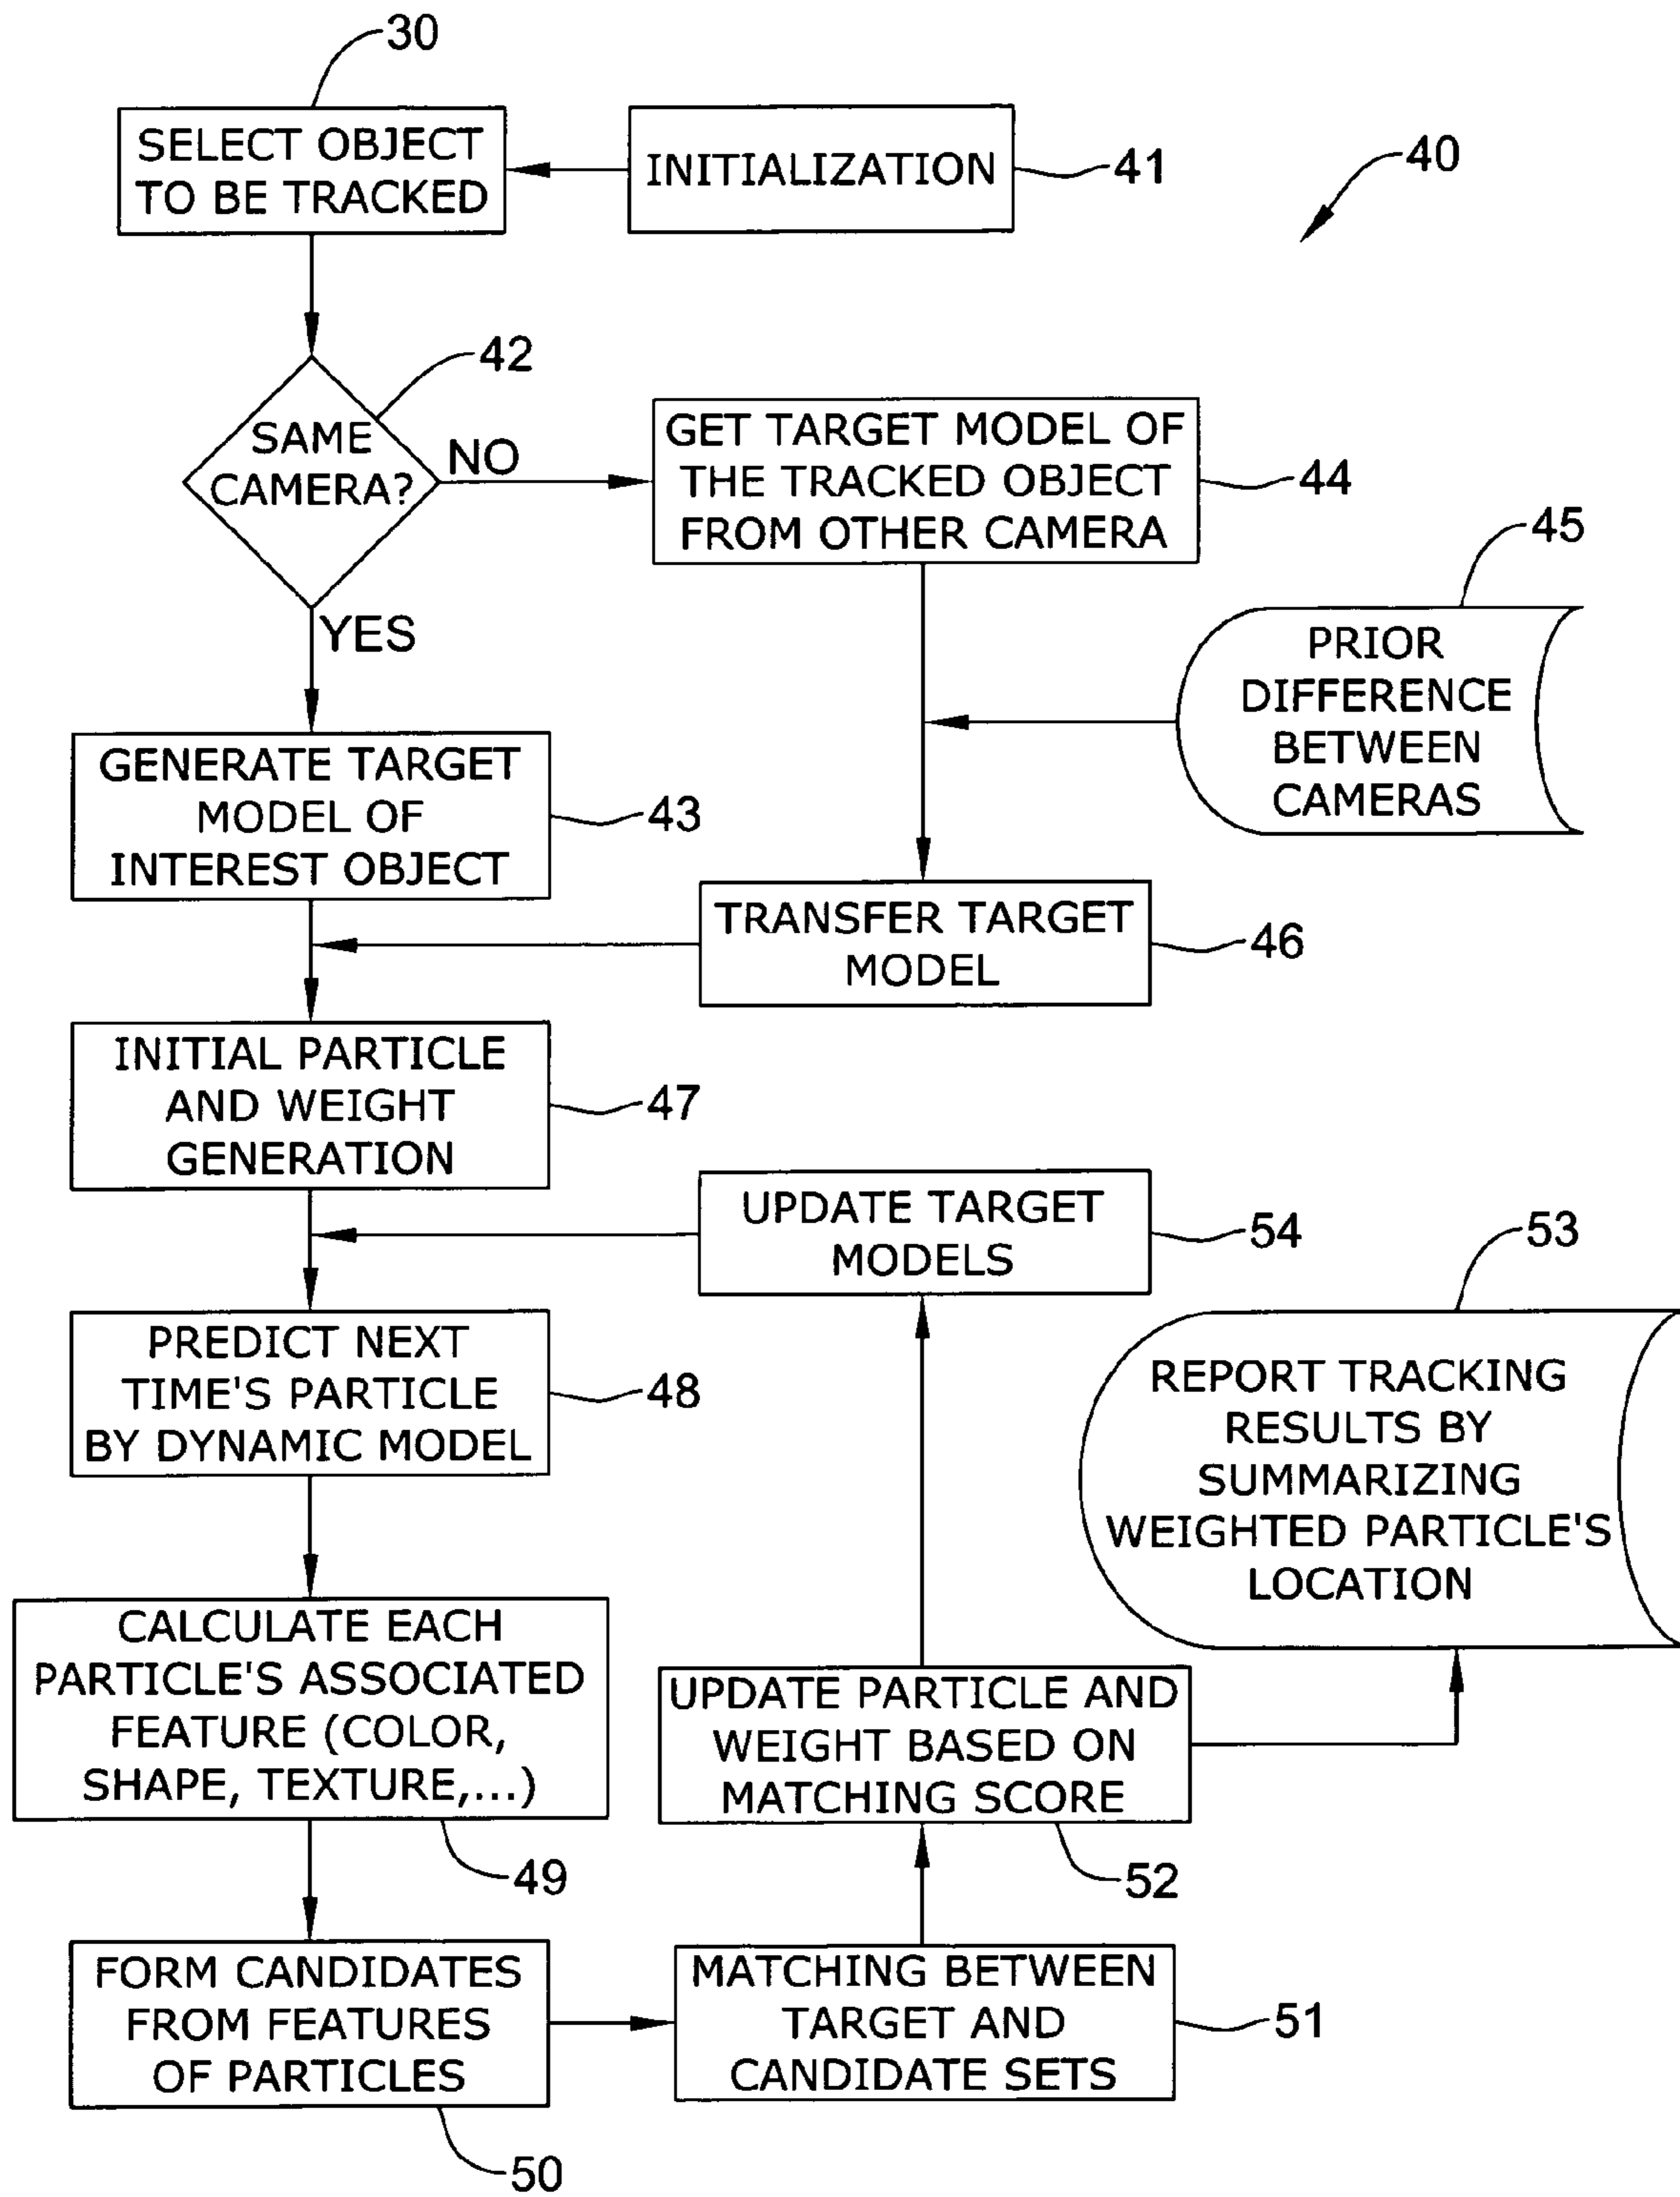 30
SELECT OBJECT
TO BE TRACKED
INITIALIZATION
41
40
42
SAME
CAMERA?
NO
YES
GET TARGET MODEL OF
THE TRACKED OBJECT
FROM OTHER CAMERA
44
45
PRIOR
DIFFERENCE
BETWEEN
CAMERAS
GENERATE TARGET
MODEL OF
INTEREST OBJECT
43
TRANSFER TARGET
MODEL
46
INITIAL PARTICLE
AND WEIGHT
GENERATION
47
UPDATE TARGET
MODELS
54
53
PREDICT NEXT
TIME'S PARTICLE
BY DYNAMIC MODEL
48
REPORT TRACKING
RESULTS BY
SUMMARIZING
WEIGHTED PARTICLE'S
LOCATION
CALCULATE EACH
PARTICLE'S ASSOCIATED
FEATURE (COLOR,
SHAPE, TEXTURE,...)
49
UPDATE PARTICLE AND
WEIGHT BASED ON
MATCHING SCORE
52
FORM CANDIDATES
FROM FEATURES
OF PARTICLES
50
MATCHING BETWEEN
TARGET AND
CANDIDATE SETS
51